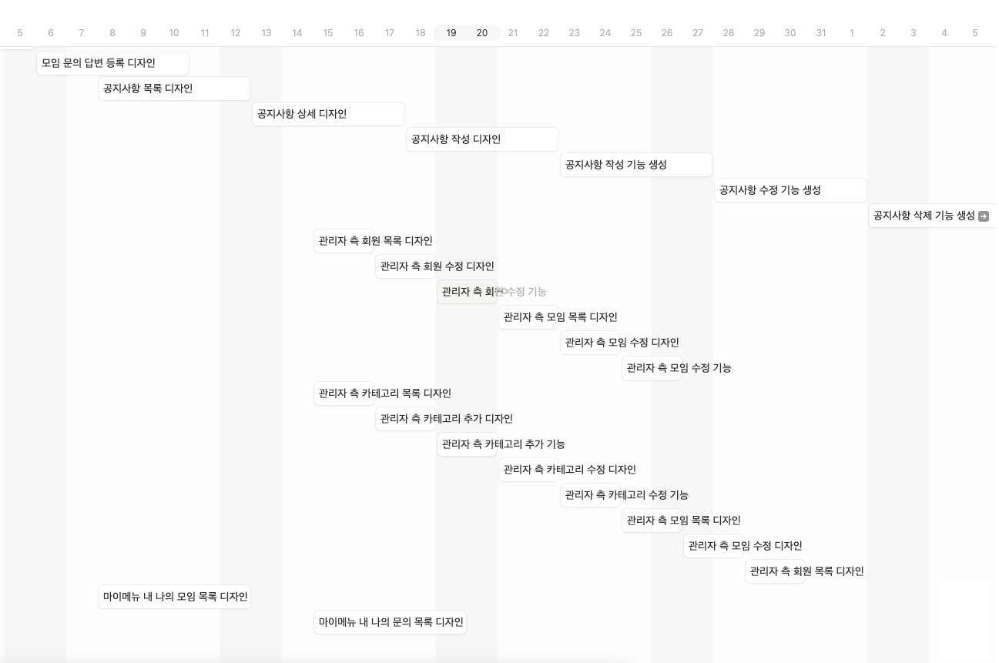 5 6 7 8 9 10 11 12 13 14 15 16 17 18 19 20 21 22 23 24 25 26 27 28 29 30 31 1 2 3 4 5
모임 문의 답변 등록 디자인
공지사항 목록 디자인
공지사항 상세 디자인
공지사항 작성 디자인
공지사항 작성 기능 생성
공지사항 수정 기능 생성
공지사항 삭제 기능 생성
관리자 측 회원 목록 디자인
관리자 측 회원 수정 디자인
관리자 측 회원 수정 기능
관리자 측 모임 목록 디자인
관리자 측 모임 수정 디자인
관리자 측 모임 수정 기능
관리자 측 카테고리 목록 디자인
관리자 측 카테고리 추가 디자인
관리자 측 카테고리 추가 기능
관리자 측 카테고리 수정 디자인
관리자 측 카테고리 수정 기능
관리자 측 모임 목록 디자인
관리자 측 모임 수정 디자인
관리자 측 회원 목록 디자인
마이메뉴 내 나의 모임 목록 디자인
마이메뉴 내 나의 문의 목록 디자인